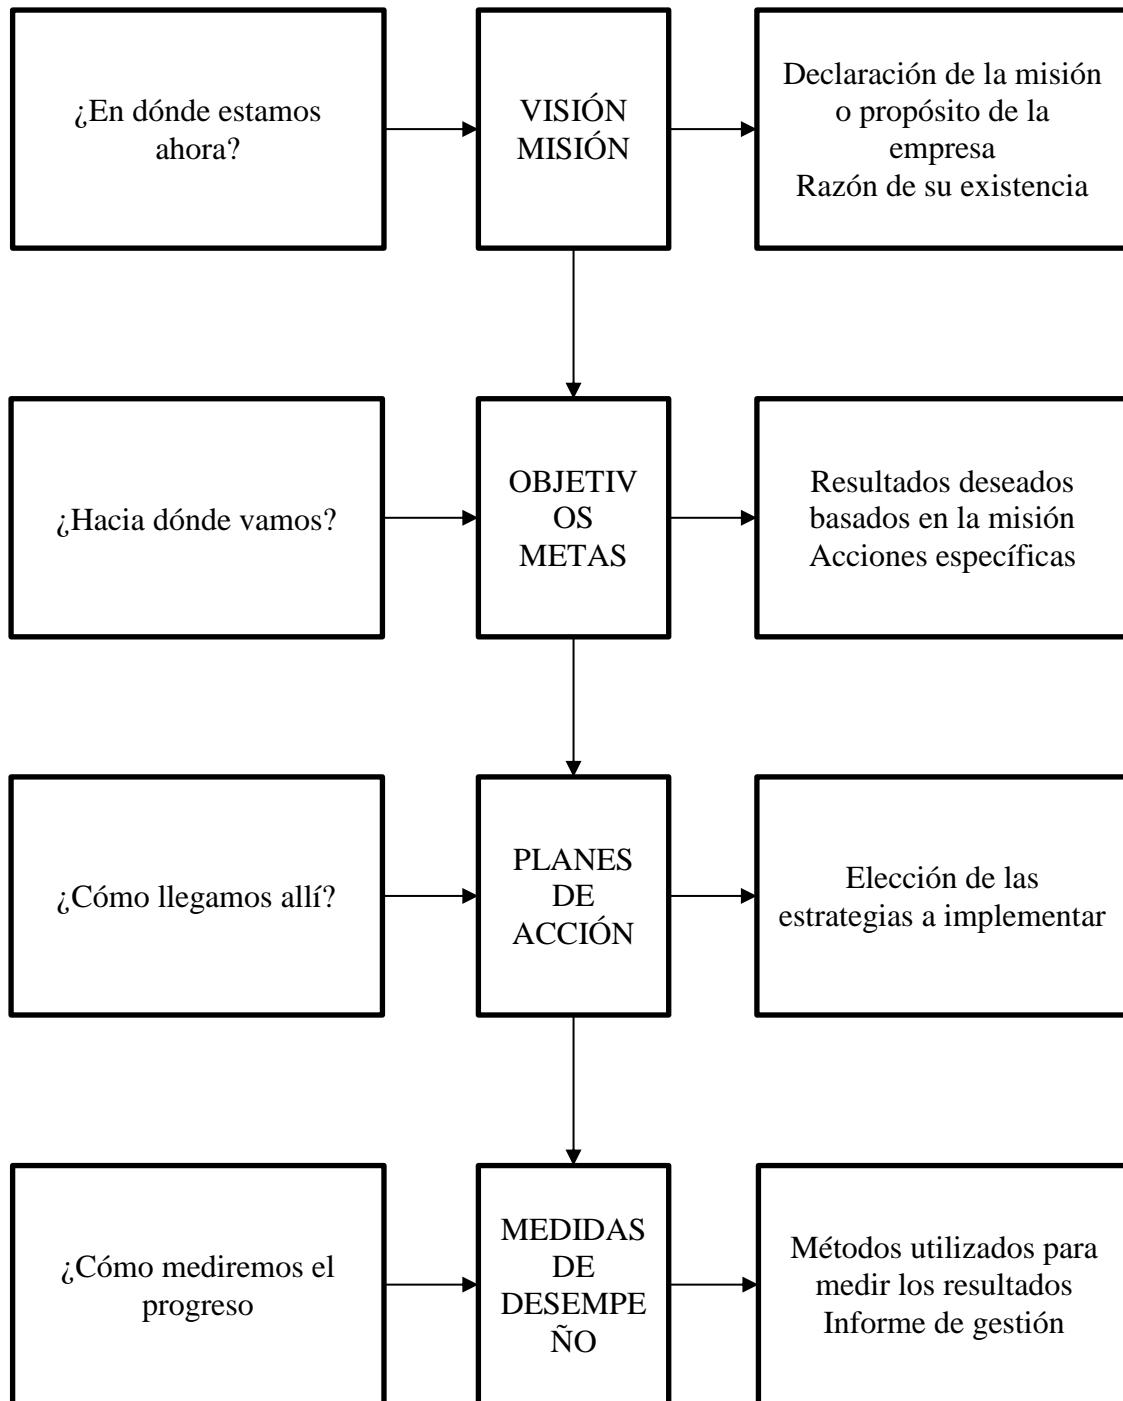 ¿En dónde estamos
ahora?
VISIÓN
MISIÓN
Declaración de la misión
o propósito de la
empresa
Razón de su existencia
¿Hacia dónde vamos?
OBJETIV
OS
METAS
Resultados deseados
basados en la misión
Acciones específicas
¿Cómo llegamos allí?
PLANES
DE
ACCIÓN
Elección de las
estrategias a implementar
¿Cómo mediremos el
progreso
MEDIDAS
DE
DESEMPE
ÑO
Métodos utilizados para
medir los resultados
Informe de gestión